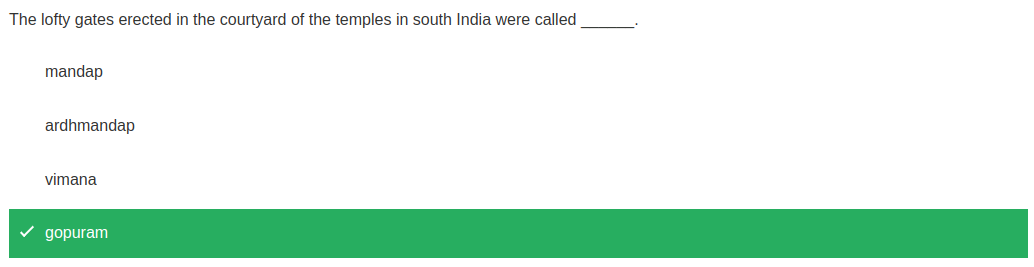 The lofty gates erected in the courtyard of the temples in south India were called ______.
mandap
ardhmandap
vimana
gopuram